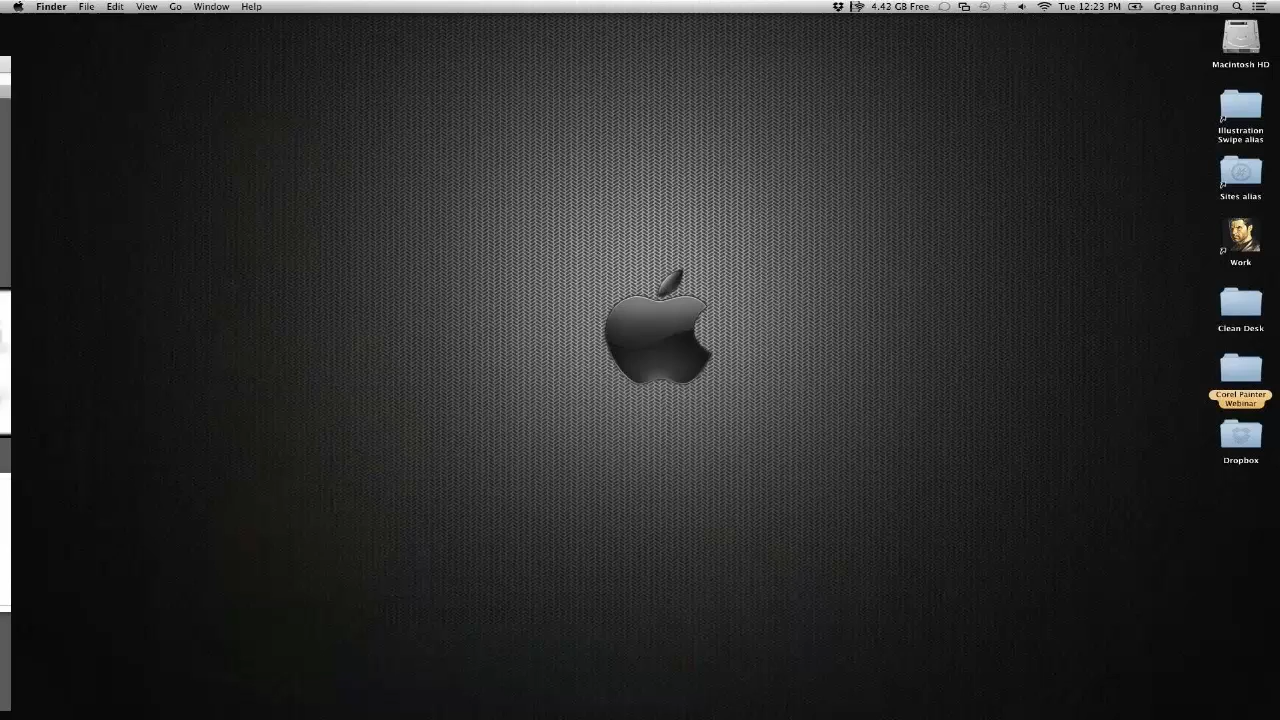 Finder File Edit View Go Window Help 4.42 GB Free Tue 12:23 PM Greg Banning
Macintosh HD
Illustration
Swipe alias
Sites alias
Work
Clean Desk
Corel Painter
Webinar
Dropbox